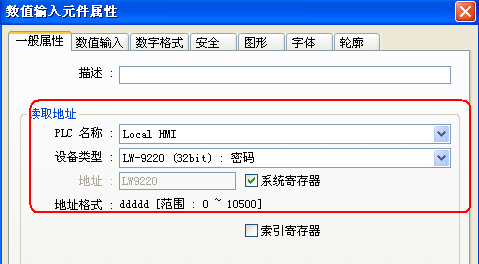 数值输入元件属性
一般属性 数值输入 数字格式 安全 图形 字体 轮廓
描述 :
读取地址
PLC 名称 : Local HMI
设备类型 : LW-9220 (32bit) : 密码
地址 : LW9220 系统寄存器
地址格式 : ddddd [范围 : 0 ~ 10500]
索引寄存器